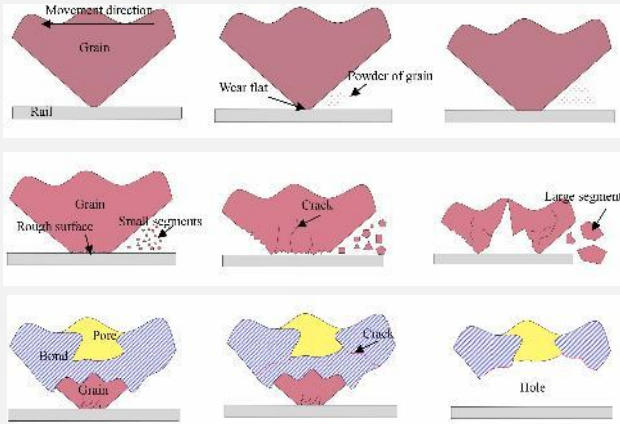 Movement direction
Grain
Rail
Wear flat
Powder of grain
Grain
Rough surface
Small segments
Crack
Large segment
Pore
Bond
Grain
Crack
Hole